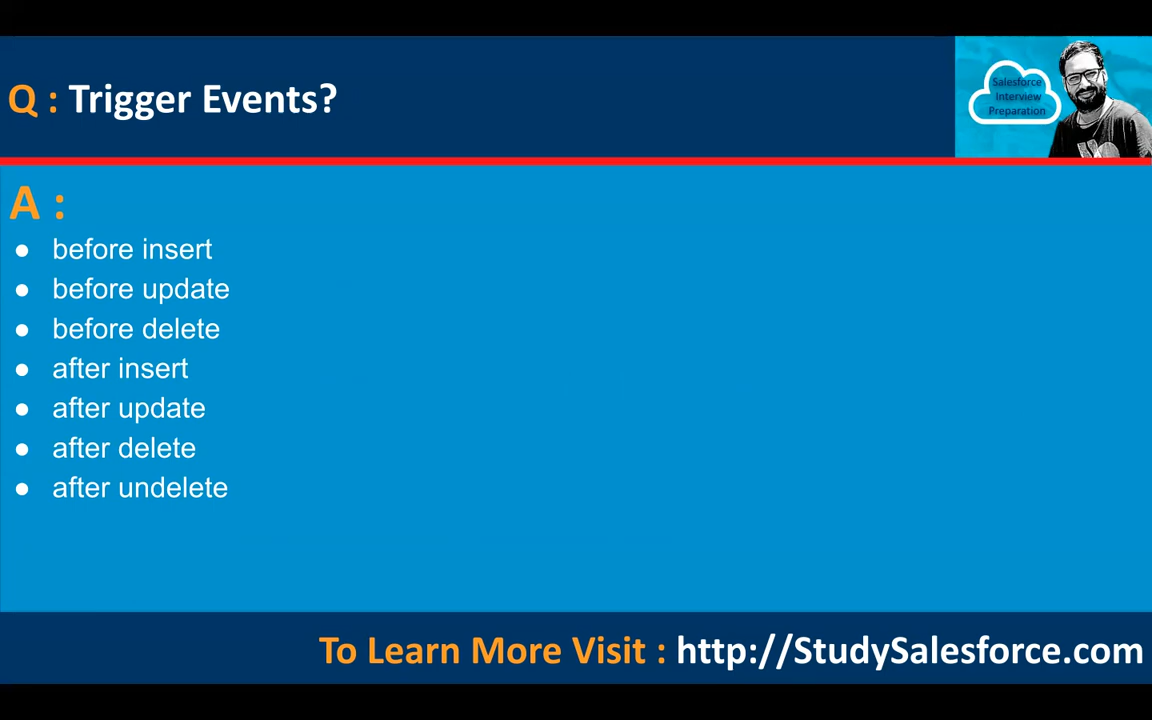 Q : Trigger Events?
Salesforce
Interview
Preparation
A :
● before insert
● before update
● before delete
● after insert
● after update
● after delete
● after undelete
To Learn More Visit : http://StudySalesforce.com